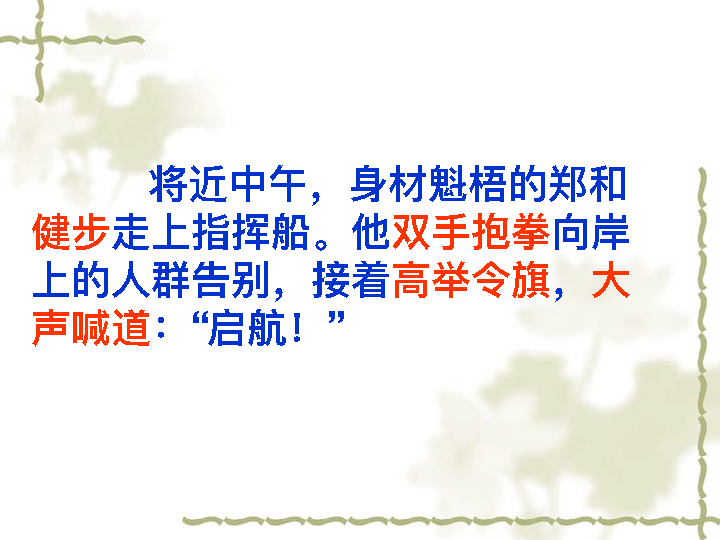 将近中午，身材魁梧的郑和
健步走上指挥船。他双手抱拳向岸
上的人群告别，接着高举令旗，大
声喊道：“启航！”